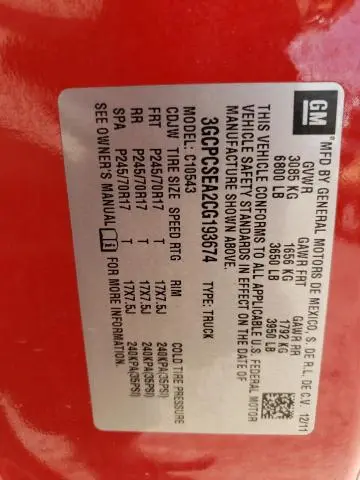 GM
MFD BY GENERAL MOTORS DE MEXICO, S. DE R.L. DE C.V. 12/11
GVWR GAWR FRT GAWR RR
3085 KG 1656 KG 1792 KG
6800 LB 3650 LB 3950 LB
THIS VEHICLE CONFORMS TO ALL APPLICABLE U.S. FEDERAL MOTOR
VEHICLE SAFETY STANDARDS IN EFFECT ON THE DATE OF
3GCPCSEA2CG193674 TYPE: TRUCK
MODEL: C10543
CDJW TIRE SIZE SPEED RTG RIM COLD TIRE PRESSURE
FRT P245/70R17 T 17X7.5J 240KPA(35PSI)
RR P245/70R17 T 17X7.5J 240KPA(35PSI)
SPA P245/70R17 T 17X7.5J 240KPA(35PSI)
SEE OWNER'S MANUAL FOR MORE INFORMATION